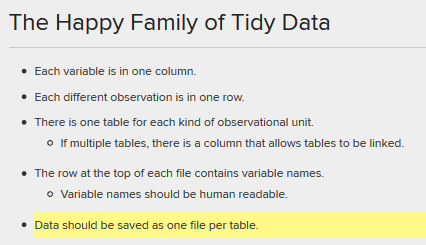 The Happy Family of Tidy Data
Each variable is in one column.
Each different observation is in one row.
There is one table for each kind of observational unit.
If multiple tables, there is a column that allows tables to be linked.
The row at the top of each file contains variable names.
Variable names should be human readable.
Data should be saved as one file per table.